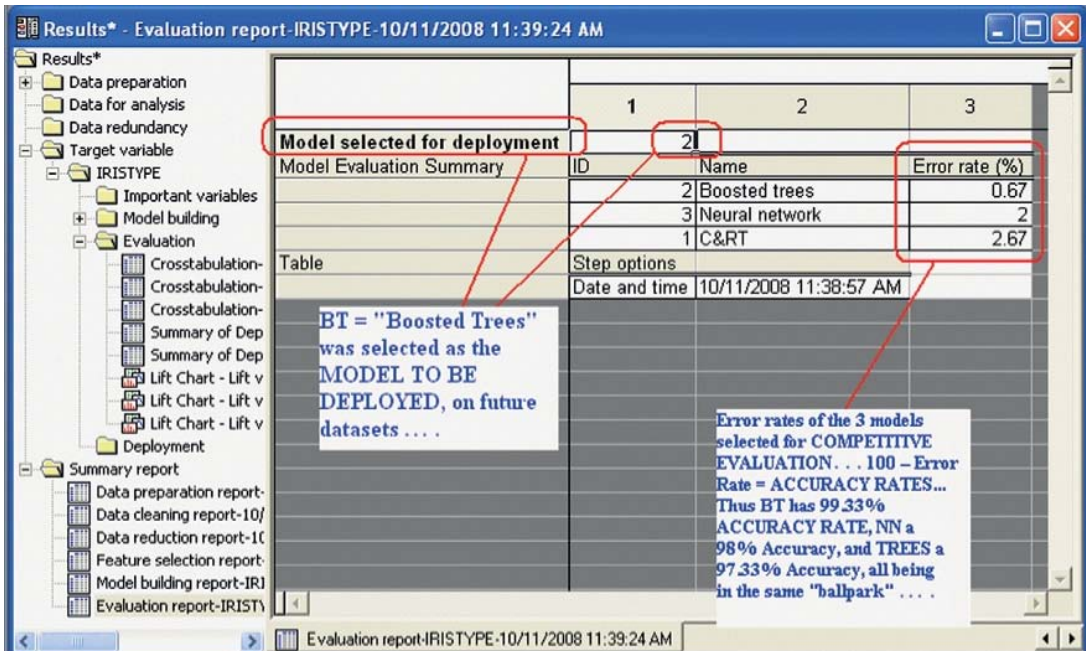 Results* - Evaluation report-IRISTYPE-10/11/2008 11:39:24 AM
Results*
Data preparation
Data for analysis
Data redundancy
Target variable
IRISTYPE
Important variables
Model building
Evaluation
Crosstabulation-
Crosstabulation-
Crosstabulation-
Summary of Dep
Summary of Dep
Lift Chart - Lift v
Lift Chart - Lift v
Lift Chart - Lift v
Deployment
Summary report
Data preparation report-
Data cleaning report-10/
Data reduction report-10
Feature selection report-
Model building report-IRI
Evaluation report-IRISTY
1 2 3
Model selected for deployment 2
Model Evaluation Summary ID Name Error rate (%)
2 Boosted trees 0.67
3 Neural network 2
1 C&RT 2.67
Table Step options
Date and time 10/11/2008 11:38:57 AM
BT = "Boosted Trees"
was selected as the
MODEL TO BE
DEPLOYED, on future
datasets . . . .
Error rates of the 3 models
selected for COMPETITIVE
EVALUATION. . . 100 – Error
Rate = ACCURACY RATES...
Thus BT has 99.33%
ACCURACY RATE, NN a
98% Accuracy, and TREES a
97.33% Accuracy, all being
in the same "ballpark" . . . .
Evaluation report-IRISTYPE-10/11/2008 11:39:24 AM